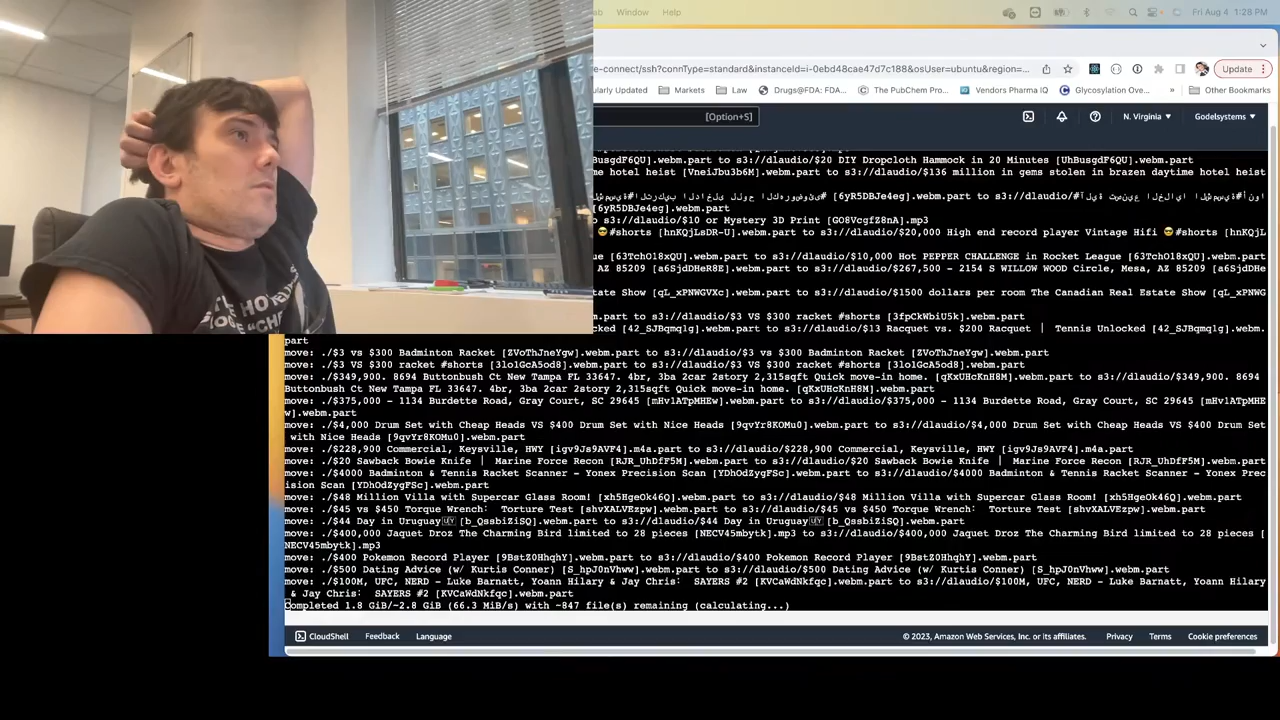 ab Window Help Fri Aug 4 1:28 PM
e-connect/ssh?connType=standard&instanceId=i-0ebd48cae47d7c188&osUser=ubuntu&region=... Update
ularly Updated Markets Law Drugs@FDA: FDA... The PubChem Pro... Vendors Pharma IQ Glycosylation Ove... » Other Bookmarks
[Option+S] N. Virginia Godelsystems
BusgdF6QU].webm.part to s3://dlaudio/$20 DIY Dropcloth Hammock in 20 Minutes [UhBusgdF6QU].webm.part
time hotel heist [VneiJbu3b6M].webm.part to s3://dlaudio/$136 million in gems stolen in brazen daytime hotel heist
[6yR5DBJe4eg].webm.part to s3://dlaudio/
[6yR5DBJe4eg].webm.part
to s3://dlaudio/$10 or Mystery 3D Print [GO8VcgfZ8nA].mp3
😎#shorts [hnKQjLsDR-U].webm.part to s3://dlaudio/$20,000 High end record player Vintage Hifi 😎#shorts [hnKQjL
ue [63TchOl8xQU].webm.part to s3://dlaudio/$10,000 Hot PEPPER CHALLENGE in Rocket League [63TchOl8xQU].webm.part
AZ 85209 [a6SjdDHeR8E].webm.part to s3://dlaudio/$267,500 - 2154 S WILLOW WOOD Circle, Mesa, AZ 85209 [a6SjdDHe
tate Show [qL_xPNWGVXc].webm.part to s3://dlaudio/$1500 dollars per room The Canadian Real Estate Show [qL_xPNWG
to s3://dlaudio/$3 VS $300 racket #shorts [3fpCkWbiU5k].webm.part
cked [42_SJBqmq1g].webm.part to s3://dlaudio/$13 Racquet vs. $200 Racquet | Tennis Unlocked [42_SJBqmq1g].webm.
part
move: ./$3 vs $300 Badminton Racket [ZVoThJneYgw].webm.part to s3://dlaudio/$3 vs $300 Badminton Racket [ZVoThJneYgw].webm.part
move: ./$3 VS $300 racket #shorts [3lo1GcA5od8].webm.part to s3://dlaudio/$3 VS $300 racket #shorts [3lo1GcA5od8].webm.part
move: ./$349,900. 8694 Buttonbush Ct New Tampa FL 33647. 4br, 3ba 2car 2story 2,315sqft Quick move-in home. [qKxUHcKnH8M].webm.part to s3://dlaudio/$349,900. 8694
Buttonbush Ct New Tampa FL 33647. 4br, 3ba 2car 2story 2,315sqft Quick move-in home. [qKxUHcKnH8M].webm.part
move: ./$375,000 - 1134 Burdette Road, Gray Court, SC 29645 [mHvlATpMHEw].webm.part to s3://dlaudio/$375,000 - 1134 Burdette Road, Gray Court, SC 29645 [mHvlATpMHE
w].webm.part
move: ./$4,000 Drum Set with Cheap Heads VS $400 Drum Set with Nice Heads [9qvYr8KOMu0].webm.part to s3://dlaudio/$4,000 Drum Set with Cheap Heads VS $400 Drum Set
with Nice Heads [9qvYr8KOMu0].webm.part
move: ./$228,900 Commercial, Keysville, HWY [igv9Js9AVF4].m4a.part to s3://dlaudio/$228,900 Commercial, Keysville, HWY [igv9Js9AVF4].m4a.part
move: ./$20 Sawback Bowie Knife | Marine Force Recon [RJR_UhDfF5M].webm.part to s3://dlaudio/$20 Sawback Bowie Knife | Marine Force Recon [RJR_UhDfF5M].webm.part
move: ./$4000 Badminton & Tennis Racket Scanner - Yonex Precision Scan [YDhOdZygFSc].webm.part to s3://dlaudio/$4000 Badminton & Tennis Racket Scanner - Yonex Prec
ision Scan [YDhOdZygFSc].webm.part
move: ./$48 Million Villa with Supercar Glass Room! [xh5HgeOk46Q].webm.part to s3://dlaudio/$48 Million Villa with Supercar Glass Room! [xh5HgeOk46Q].webm.part
move: ./$45 vs $450 Torque Wrench： Torture Test [shvXALVEzpw].webm.part to s3://dlaudio/$45 vs $450 Torque Wrench： Torture Test [shvXALVEzpw].webm.part
move: ./$44 Day in Uruguay🇺🇾 [b_QssbiZiSQ].webm.part to s3://dlaudio/$44 Day in Uruguay🇺🇾 [b_QssbiZiSQ].webm.part
move: ./$400,000 Jaquet Droz The Charming Bird limited to 28 pieces [NECV45mbytk].mp3 to s3://dlaudio/$400,000 Jaquet Droz The Charming Bird limited to 28 pieces [
NECV45mbytk].mp3
move: ./$400 Pokemon Record Player [9BstZ0HhqhY].webm.part to s3://dlaudio/$400 Pokemon Record Player [9BstZ0HhqhY].webm.part
move: ./$500 Dating Advice (w/ Kurtis Conner) [S_hpJ0nVhww].webm.part to s3://dlaudio/$500 Dating Advice (w/ Kurtis Conner) [S_hpJ0nVhww].webm.part
move: ./$100M, UFC, NERD - Luke Barnatt, Yoann Hilary & Jay Chris： SAYERS #2 [KVCaWdNkfqc].webm.part to s3://dlaudio/$100M, UFC, NERD - Luke Barnatt, Yoann Hilary
& Jay Chris： SAYERS #2 [KVCaWdNkfqc].webm.part
Completed 1.8 GiB/~2.8 GiB (66.3 MiB/s) with ~847 file(s) remaining (calculating...)
CloudShell Feedback Language © 2023, Amazon Web Services, Inc. or its affiliates. Privacy Terms Cookie preferences